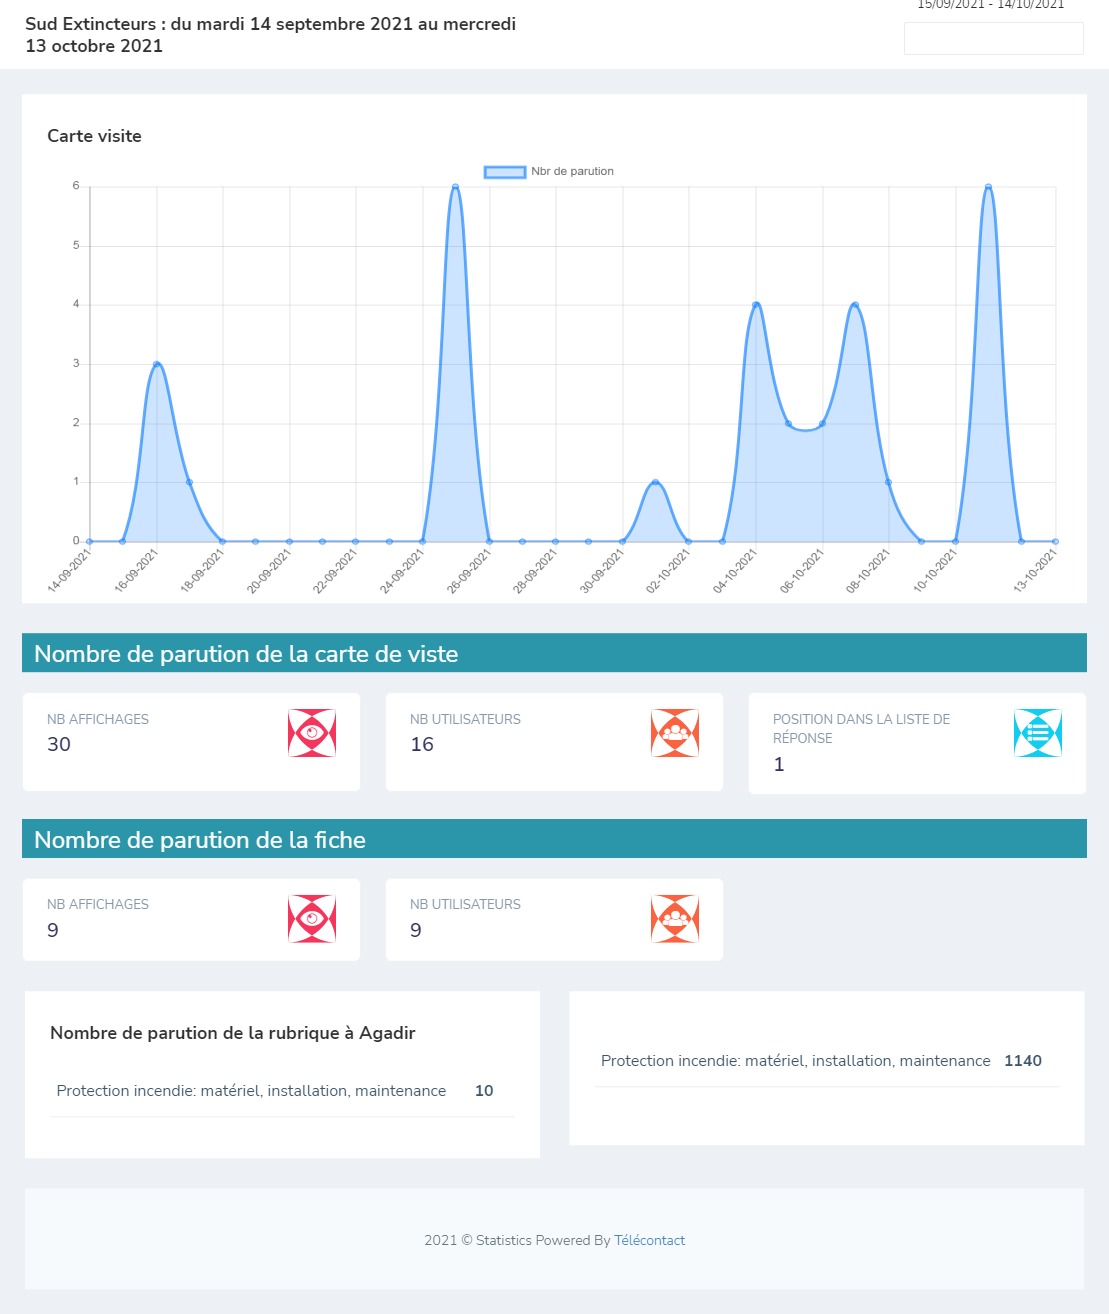 15/09/2021 - 14/10/2021
Sud Extincteurs : du mardi 14 septembre 2021 au mercredi
13 octobre 2021
Carte visite
Nbr de parution
6
5
4
3
2
1
0
14-09-2021
16-09-2021
18-09-2021
20-09-2021
22-09-2021
24-09-2021
26-09-2021
28-09-2021
30-09-2021
02-10-2021
04-10-2021
06-10-2021
08-10-2021
10-10-2021
13-10-2021
Nombre de parution de la carte de viste
NB AFFICHAGES
30
NB UTILISATEURS
16
POSITION DANS LA LISTE DE
RÉPONSE
1
Nombre de parution de la fiche
NB AFFICHAGES
9
NB UTILISATEURS
9
Nombre de parution de la rubrique à Agadir
Protection incendie: matériel, installation, maintenance 10
Protection incendie: matériel, installation, maintenance 1140
2021 © Statistics Powered By Télécontact